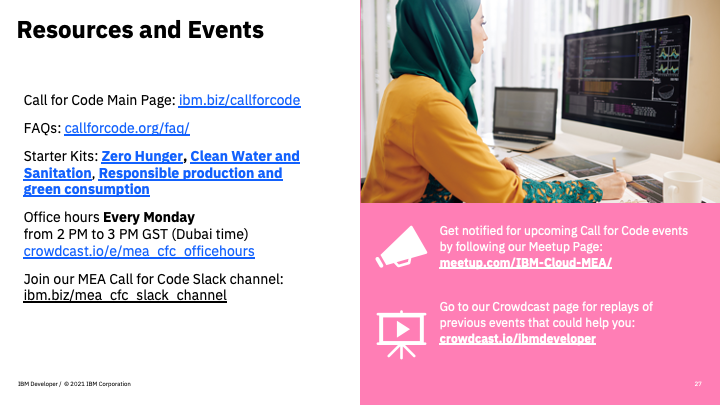 Resources and Events
Call for Code Main Page: ibm.biz/callforcode
FAQs: callforcode.org/faq/
Starter Kits: Zero Hunger, Clean Water and
Sanitation, Responsible production and
green consumption
Office hours Every Monday
from 2 PM to 3 PM GST (Dubai time)
crowdcast.io/e/mea_cfc_officehours
Join our MEA Call for Code Slack channel:
ibm.biz/mea_cfc_slack_channel
Get notified for upcoming Call for Code events
by following our Meetup Page:
meetup.com/IBM-Cloud-MEA/
Go to our Crowdcast page for replays of
previous events that could help you:
crowdcast.io/ibmdeveloper
IBM Developer / © 2021 IBM Corporation
27